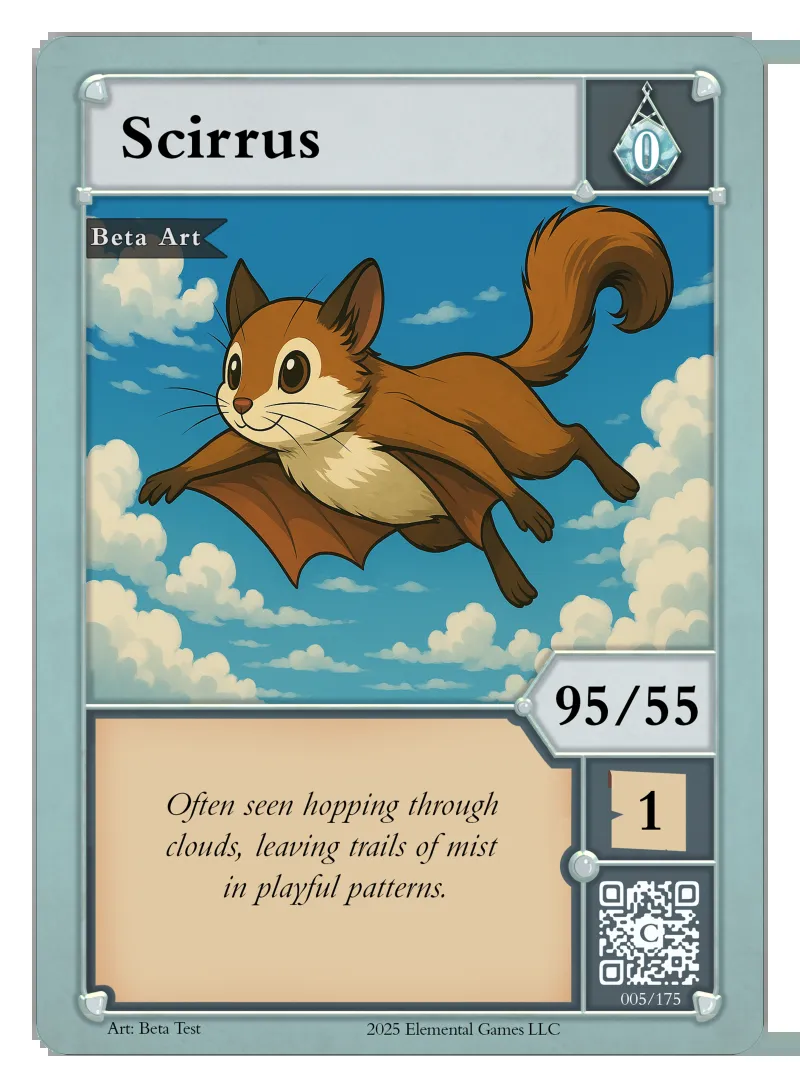 Scirrus
0
Beta Art
95/55
Often seen hopping through
clouds, leaving trails of mist
in playful patterns.
1
C
005/175
Art: Beta Test
2025 Elemental Games LLC